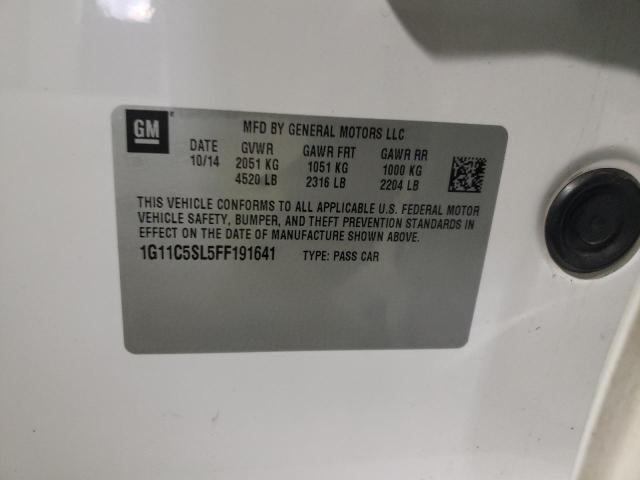 GM
MFD BY GENERAL MOTORS LLC
DATE GVWR GAWR FRT GAWR RR
10/14 2051 KG 1051 KG 1000 KG
4520 LB 2316 LB 2204 LB
THIS VEHICLE CONFORMS TO ALL APPLICABLE U.S. FEDERAL MOTOR
VEHICLE SAFETY, BUMPER, AND THEFT PREVENTION STANDARDS IN
EFFECT ON THE DATE OF MANUFACTURE SHOWN ABOVE.
1G11C5SL5FF191641 TYPE: PASS CAR